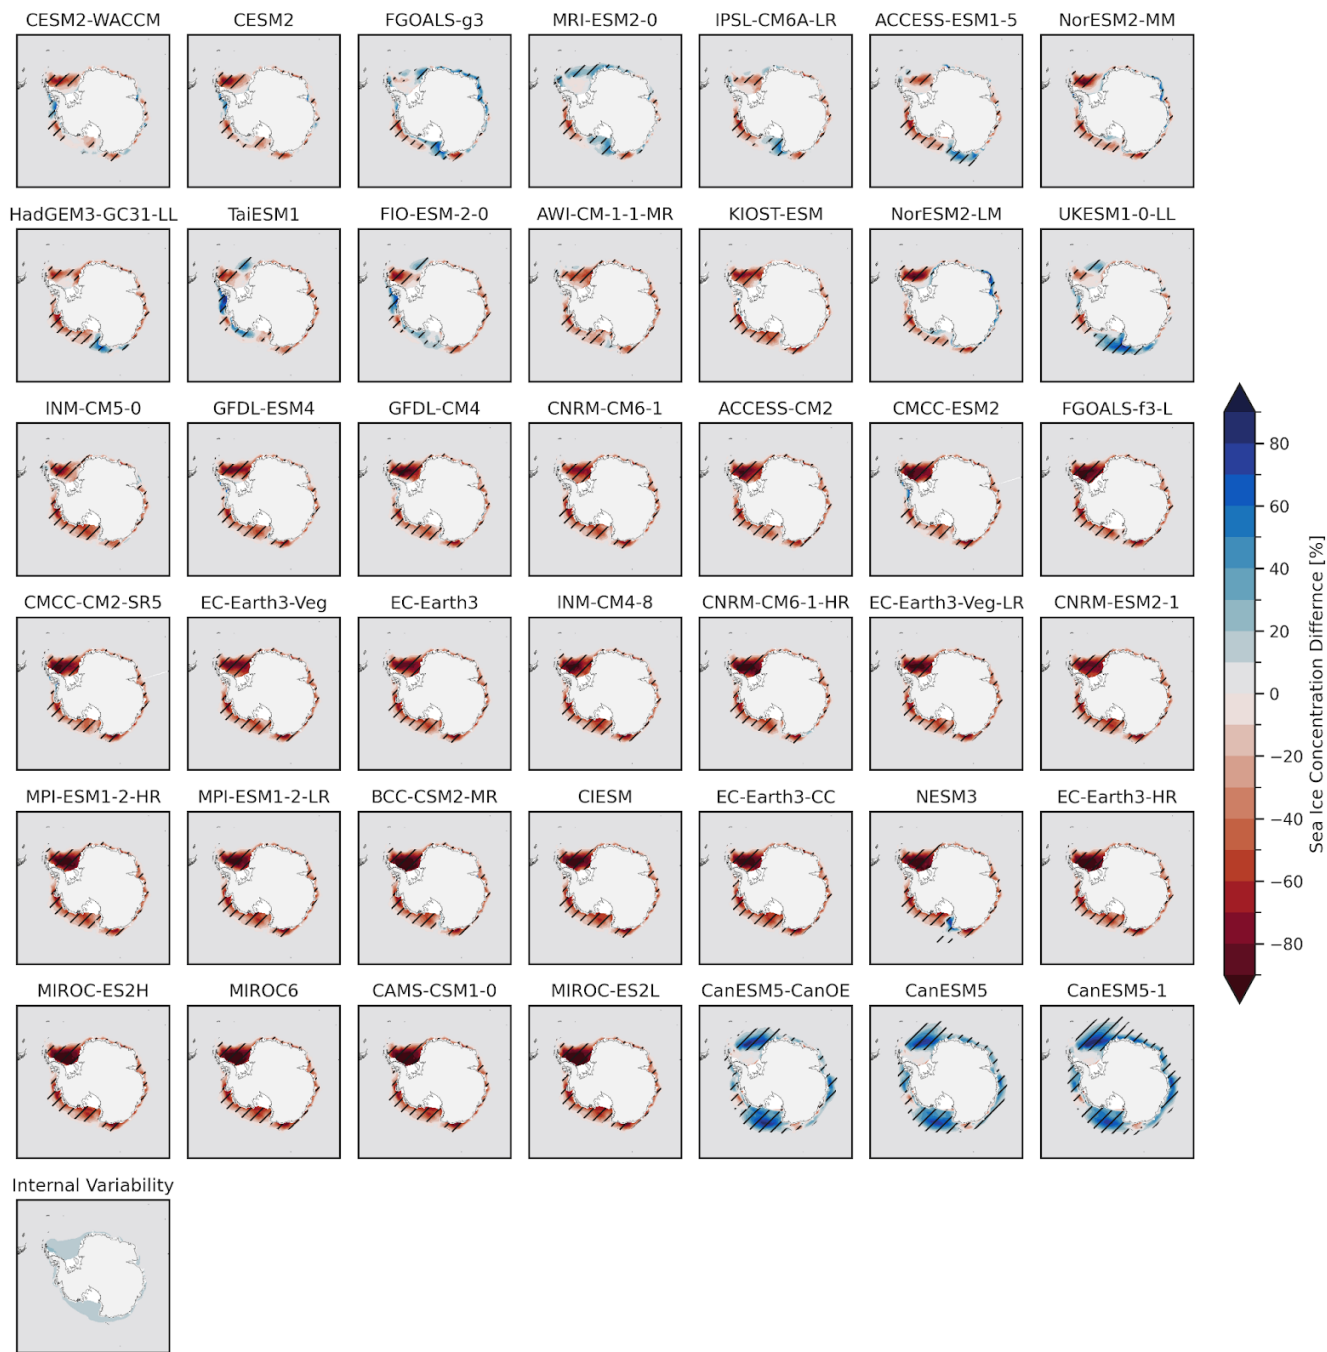 CESM2-WACCM CESM2 FGOALS-g3 MRI-ESM2-0 IPSL-CM6A-LR ACCESS-ESM1-5 NorESM2-MM
HadGEM3-GC31-LL TaiESM1 FIO-ESM-2-0 AWI-CM-1-1-MR KIOST-ESM NorESM2-LM UKESM1-0-LL
INM-CM5-0 GFDL-ESM4 GFDL-CM4 CNRM-CM6-1 ACCESS-CM2 CMCC-ESM2 FGOALS-f3-L
CMCC-CM2-SR5 EC-Earth3-Veg EC-Earth3 INM-CM4-8 CNRM-CM6-1-HR EC-Earth3-Veg-LR CNRM-ESM2-1
MPI-ESM1-2-HR MPI-ESM1-2-LR BCC-CSM2-MR CIESM EC-Earth3-CC NESM3 EC-Earth3-HR
MIROC-ES2H MIROC6 CAMS-CSM1-0 MIROC-ES2L CanESM5-CanOE CanESM5 CanESM5-1
Internal Variability
80
60
40
20
0
−20
−40
−60
−80
Sea Ice Concentration Differnce [%]